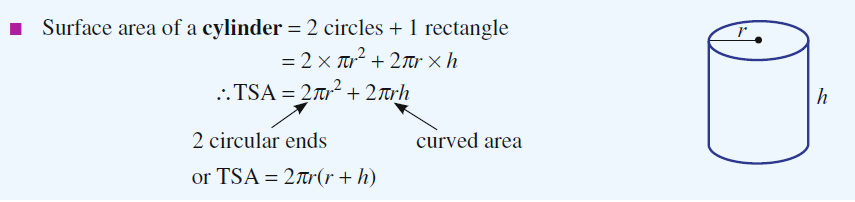 ■ Surface area of a cylinder = 2 circles + 1 rectangle
= 2 × πr² + 2πr × h
∴TSA = 2πr² + 2πrh
2 circular ends curved area
or TSA = 2πr(r + h)
r
h